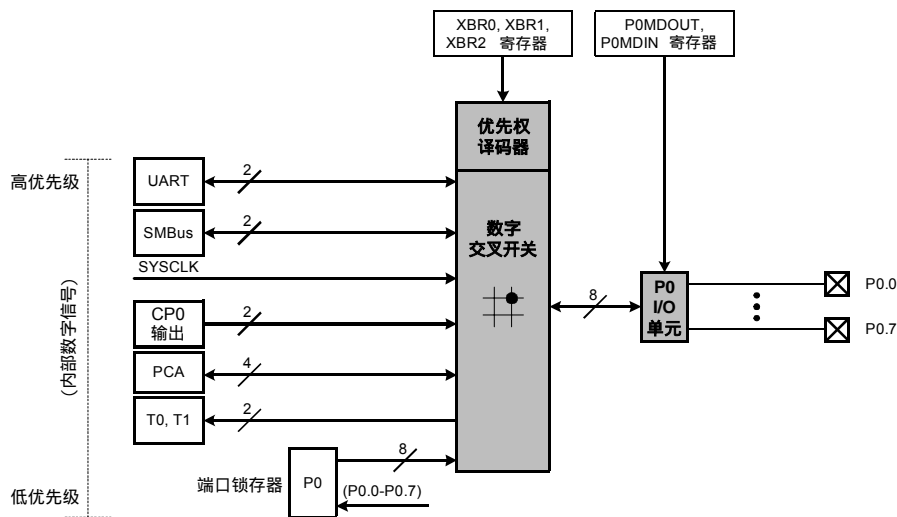 XBR0, XBR1,
XBR2 寄存器
P0MDOUT,
P0MDIN 寄存器
优先权
译码器
高优先级
UART
2
SMBus
2
数字
交叉开关
SYSCLK
(内部数字信号)
CP0
输出
2
8
P0
I/O
单元
P0.0
P0.7
PCA
4
T0, T1
2
端口锁存器
P0
8
(P0.0-P0.7)
低优先级